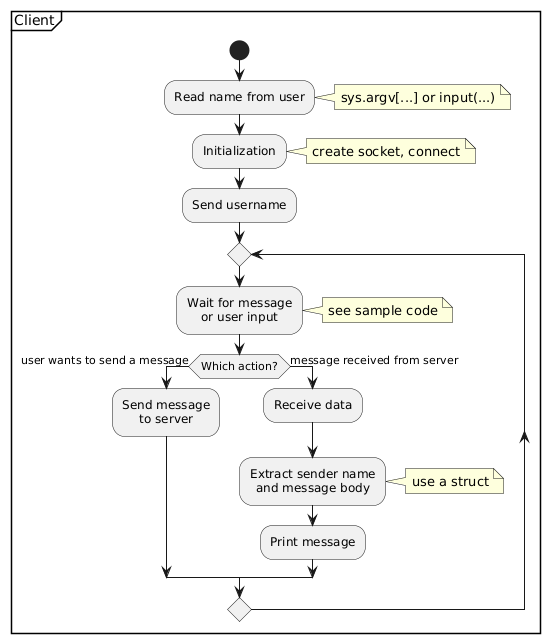 Client
Read name from user
sys.argv[...] or input(...)
Initialization
create socket, connect
Send username
Wait for message
or user input
see sample code
user wants to send a message
Which action?
message received from server
Send message
to server
Receive data
Extract sender name
and message body
use a struct
Print message